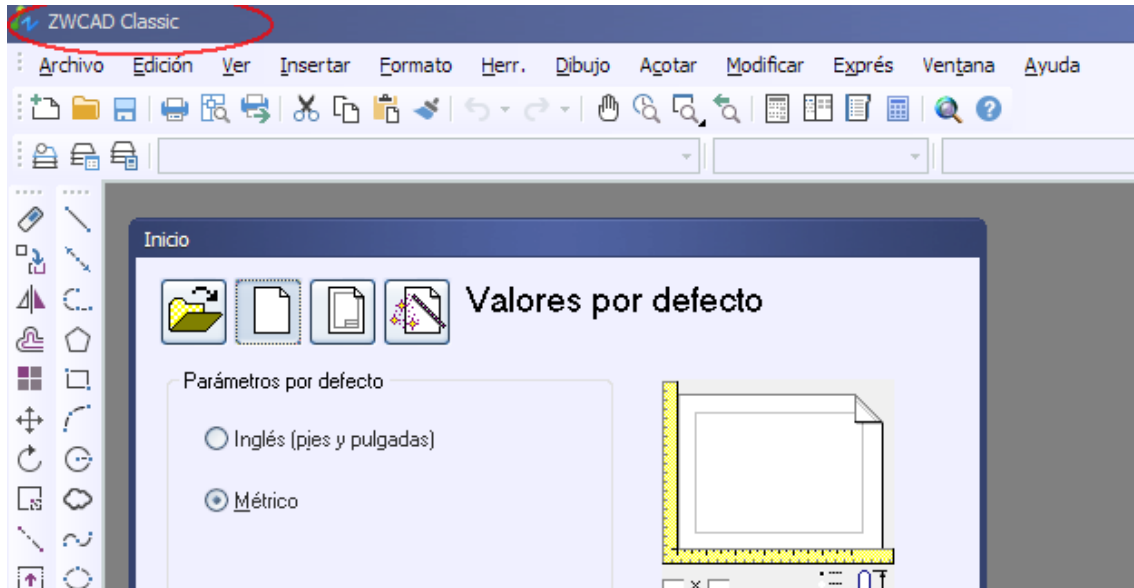 ZWCAD Classic
Archivo Edición Ver Insertar Formato Herr. Dibujo Acotar Modificar Exprés Ventana Ayuda
Inicio
Valores por defecto
Parámetros por defecto
Inglés (pies y pulgadas)
Métrico